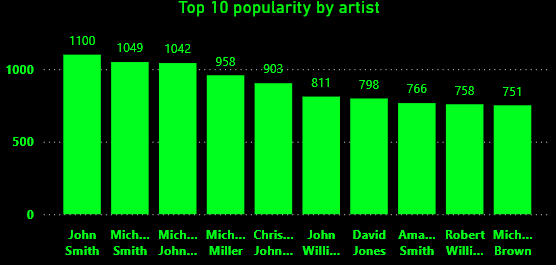 Top 10 popularity by artist
1100
1049
1042
958
903
811
798
766
758
751
1000
500
0
John
Smith
Mich...
Smith
Mich...
John...
Mich...
Miller
Chris...
John...
John
Willi...
David
Jones
Ama...
Smith
Robert
Willi...
Mich...
Brown